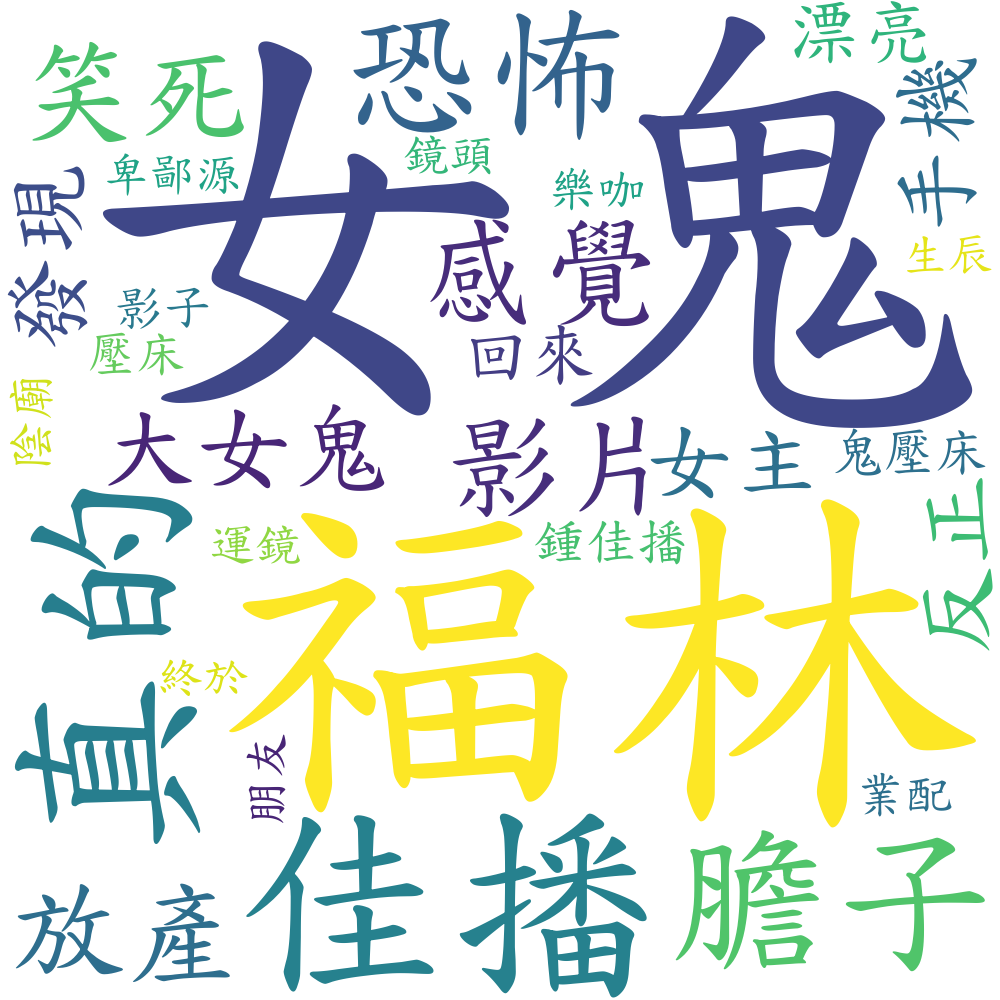 笑死
恐怖
漂亮
手機
女鬼
卑鄙源
鏡頭
樂咖
發現
感覺
生辰
影子
壓床
回來
陰廟
大女鬼
影片
女主
鬼壓床
真的
反正
運鏡
鍾佳播
福林
終於
朋友
業配
放產
佳播
膽子